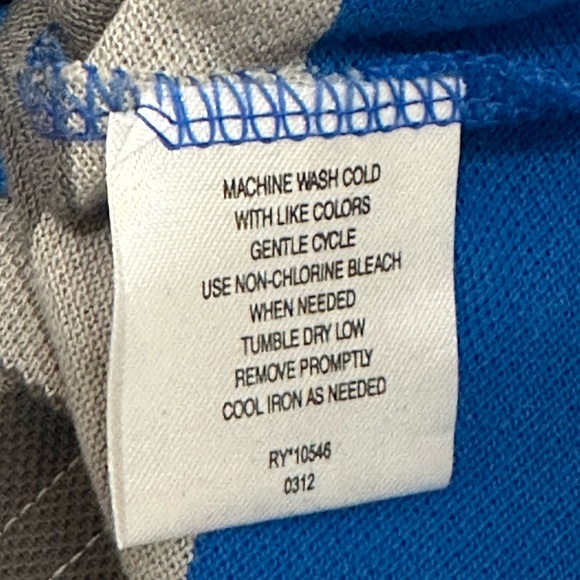 MACHINE WASH COLD
WITH LIKE COLORS
GENTLE CYCLE
USE NON-CHLORINE BLEACH
WHEN NEEDED
TUMBLE DRY LOW
REMOVE PROMPTLY
COOL IRON AS NEEDED
RY*10546
0312